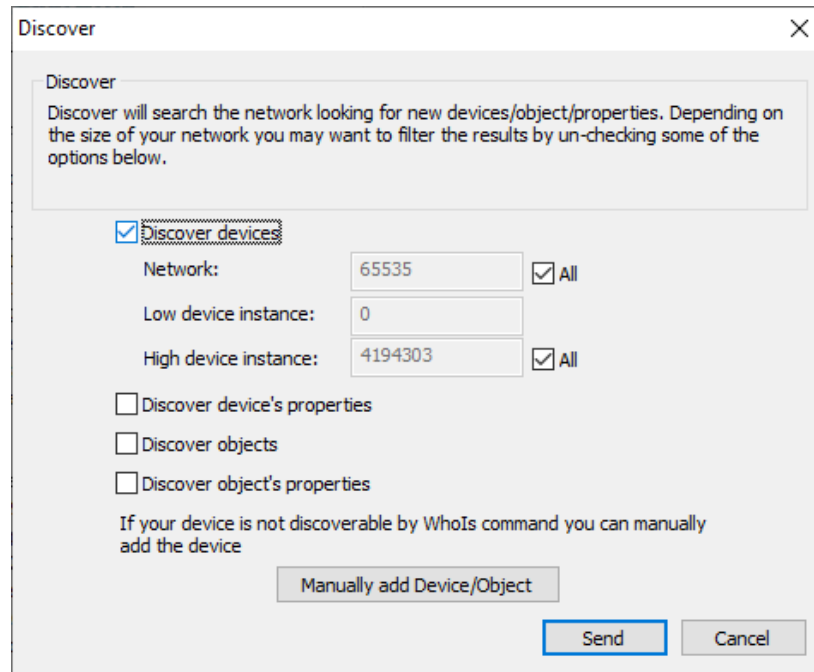 Discover
Discover
Discover will search the network looking for new devices/object/properties. Depending on
the size of your network you may want to filter the results by un-checking some of the
options below.
Discover devices
Network: 65535 All
Low device instance: 0
High device instance: 4194303 All
Discover device's properties
Discover objects
Discover object's properties
If your device is not discoverable by WhoIs command you can manually
add the device
Manually add Device/Object
Send Cancel